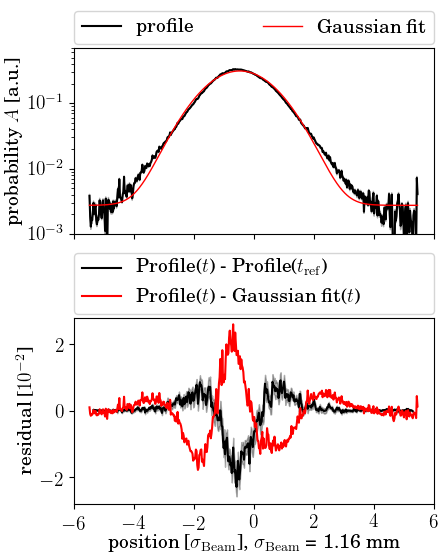 profile Gaussian fit
probability A [a.u.]
10⁻¹
10⁻²
10⁻³
Profile(t) - Profile(t_ref)
Profile(t) - Gaussian fit(t)
residual [10⁻²]
2
0
−2
−6 −4 −2 0 2 4 6
position [σ_Beam], σ_Beam = 1.16 mm